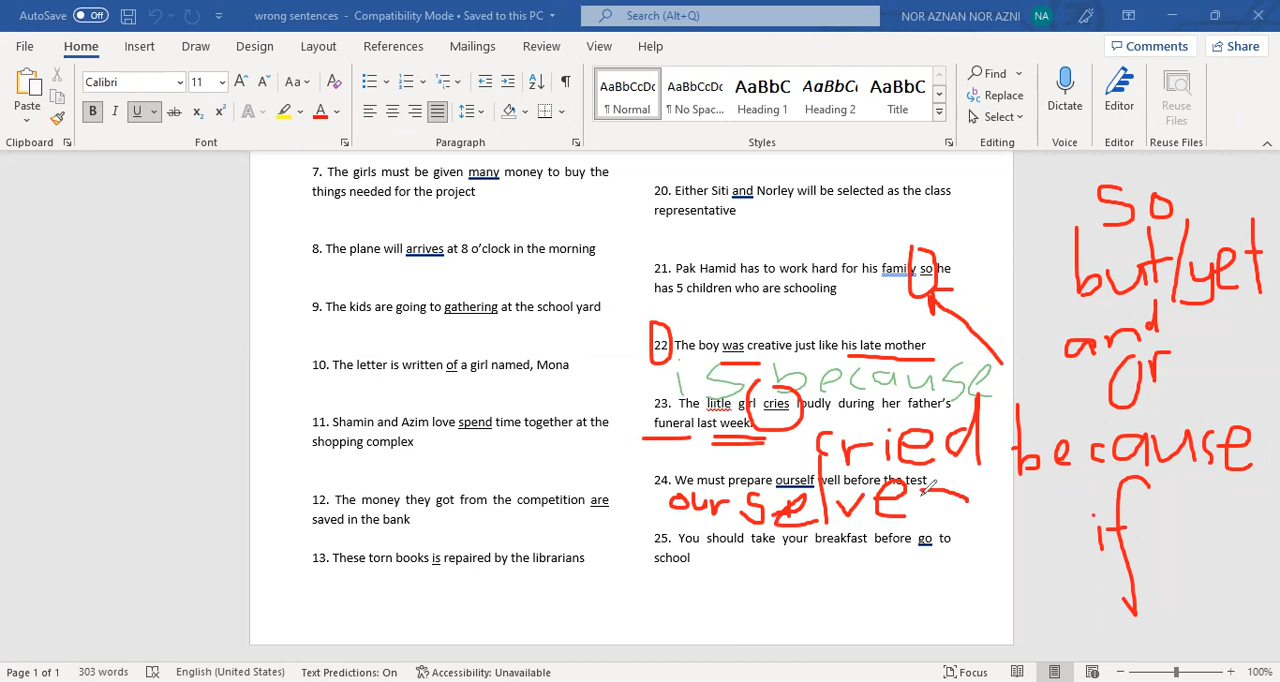 AutoSave Off wrong sentences - Compatibility Mode • Saved to this PC Search (Alt+Q) NOR AZNAN NOR AZNI NA
File Home Insert Draw Design Layout References Mailings Review View Help Comments Share
Paste
Calibri 11 A A Aa A
B I U ab x₂ x² A A
AaBbCcDc AaBbCcDc AaBbC AaBbCc AaBbC
¶ Normal ¶ No Spac... Heading 1 Heading 2 Title
Find
Replace
Select
Dictate
Editor
Reuse Files
Clipboard Font Paragraph Styles Editing Voice Editor Reuse Files
7. The girls must be given many money to buy the
things needed for the project
8. The plane will arrives at 8 o'clock in the morning
9. The kids are going to gathering at the school yard
10. The letter is written of a girl named, Mona
11. Shamin and Azim love spend time together at the
shopping complex
12. The money they got from the competition are
saved in the bank
13. These torn books is repaired by the librarians
20. Either Siti and Norley will be selected as the class
representative
21. Pak Hamid has to work hard for his family so he
has 5 children who are schooling
22. The boy was creative just like his late mother
is because
23. The little girl cries loudly during her father's
funeral last week.
cried
24. We must prepare ourself well before the test
ourselve
25. You should take your breakfast before go to
school
so
but/yet
and
or
because
if
Page 1 of 1 303 words English (United States) Text Predictions: On Accessibility: Unavailable Focus 100%